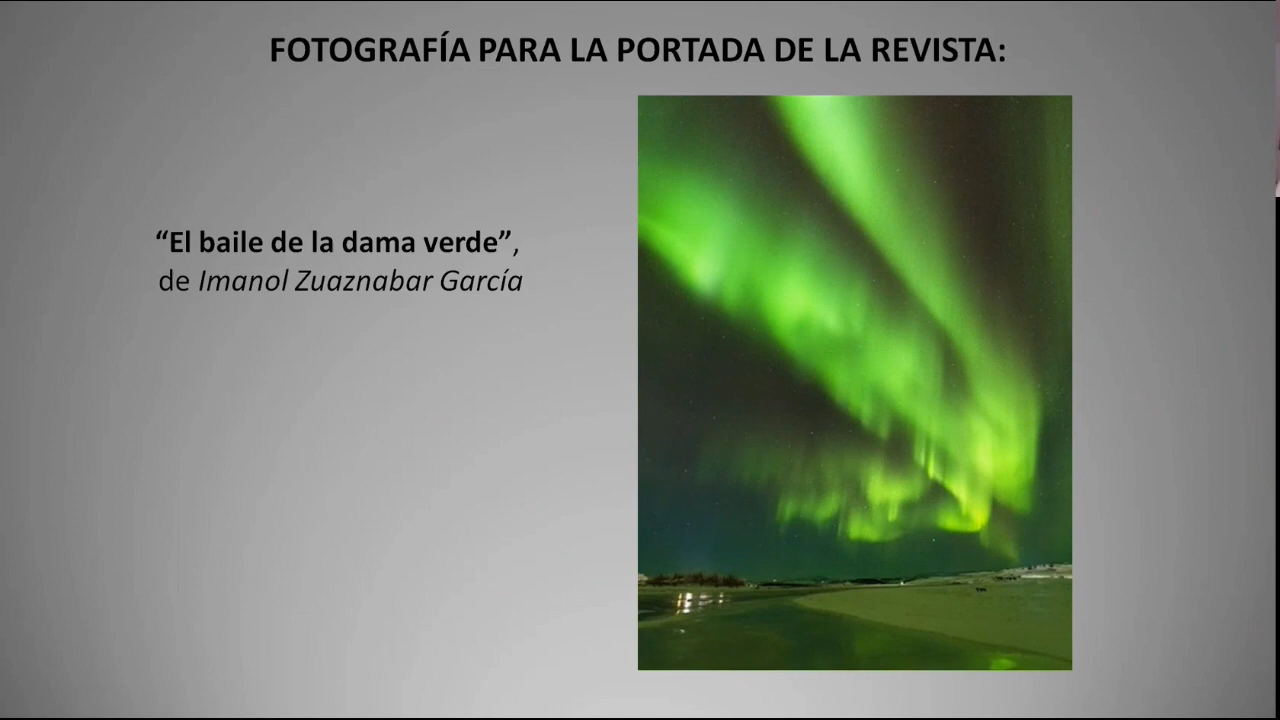 FOTOGRAFÍA PARA LA PORTADA DE LA REVISTA:
“El baile de la dama verde”,
de Imanol Zuaznabar García